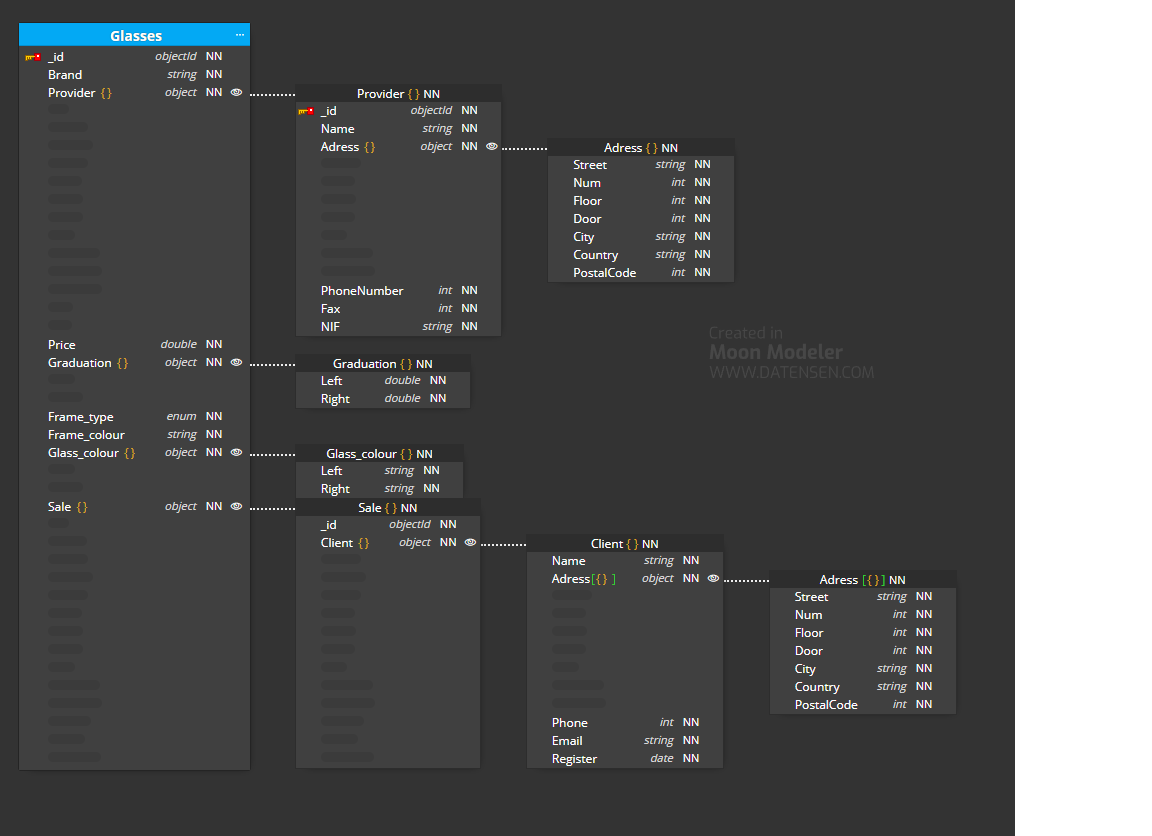 Glasses ...
_id objectId NN
Brand string NN
Provider {} object NN
Price double NN
Graduation {} object NN
Frame_type enum NN
Frame_colour string NN
Glass_colour {} object NN
Sale {} object NN
Provider {} NN
_id objectId NN
Name string NN
Adress {} object NN
PhoneNumber int NN
Fax int NN
NIF string NN
Adress {} NN
Street string NN
Num int NN
Floor int NN
Door int NN
City string NN
Country string NN
PostalCode int NN
Created in
Moon Modeler
WWW.DATENSEN.COM
Graduation {} NN
Left double NN
Right double NN
Glass_colour {} NN
Left string NN
Right string NN
Sale {} NN
_id objectId NN
Client {} object NN
Client {} NN
Name string NN
Adress[{} ] object NN
Phone int NN
Email string NN
Register date NN
Adress [{}] NN
Street string NN
Num int NN
Floor int NN
Door int NN
City string NN
Country string NN
PostalCode int NN